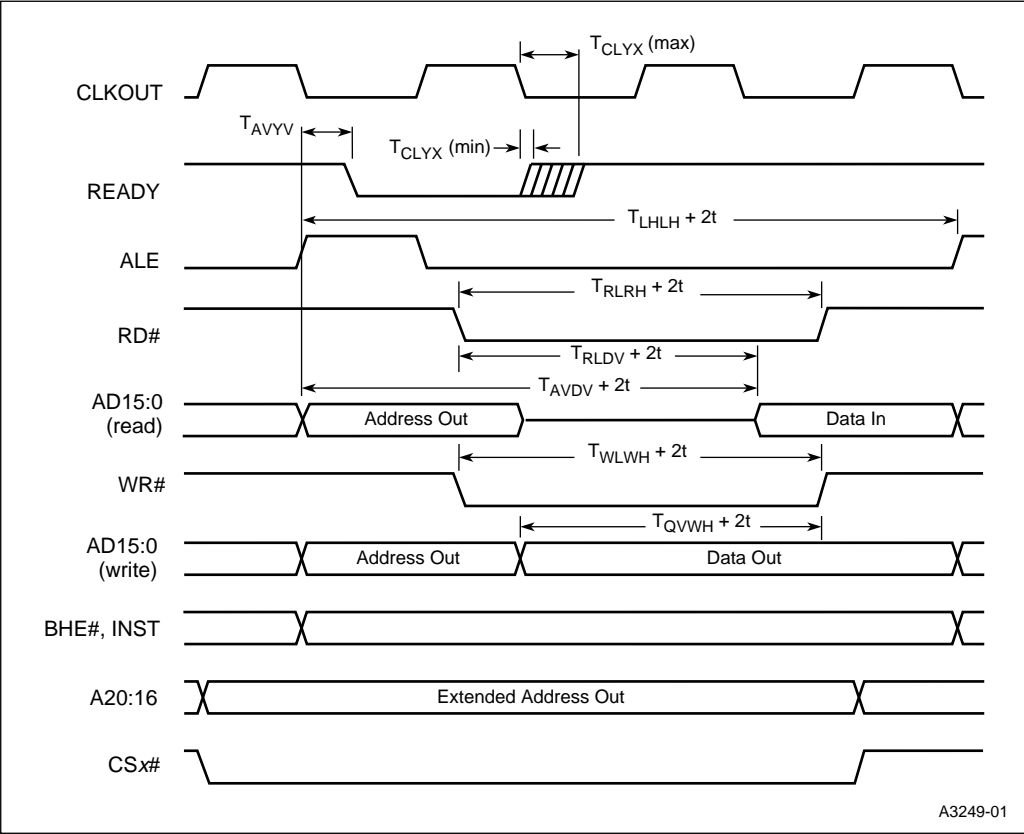 T_CLYX (max)
CLKOUT
T_AVYV
T_CLYX (min)
READY
T_LHLH + 2t
ALE
T_RLRH + 2t
RD#
T_RLDV + 2t
T_AVDV + 2t
AD15:0
(read)
Address Out
Data In
T_WLWH + 2t
WR#
T_QVWH + 2t
AD15:0
(write)
Address Out
Data Out
BHE#, INST
A20:16
Extended Address Out
CSx#
A3249-01